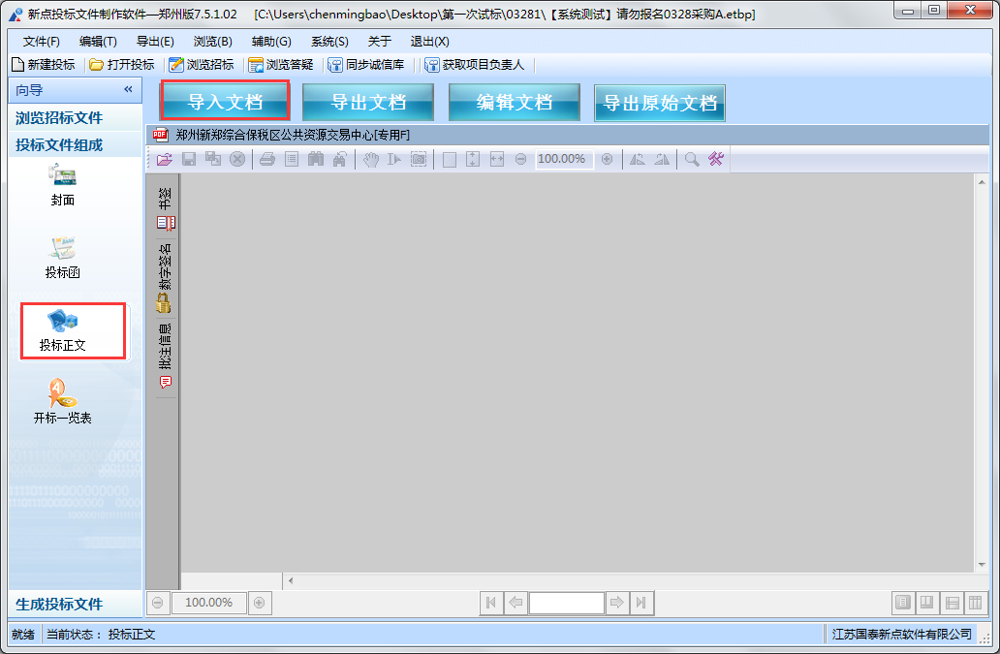 新点投标文件制作软件—郑州版7.5.1.02 [C:\Users\chenmingbao\Desktop\第一次试标\03281\【系统测试】请勿报名0328采购A.etbp]
文件(F) 编辑(T) 导出(E) 浏览(B) 辅助(G) 系统(S) 关于 退出(X)
新建投标 打开投标 浏览招标 浏览答疑 同步诚信库 获取项目负责人
向导 «
导入文档 导出文档 编辑文档 导出原始文档
浏览招标文件
投标文件组成
PDF 郑州新郑综合保税区公共资源交易中心[专用F]
100.00%
封面
投标函
投标正文
开标一览表
书签
数字签名
批注信息
生成投标文件
100.00%
就绪 当前状态： 投标正文 江苏国泰新点软件有限公司